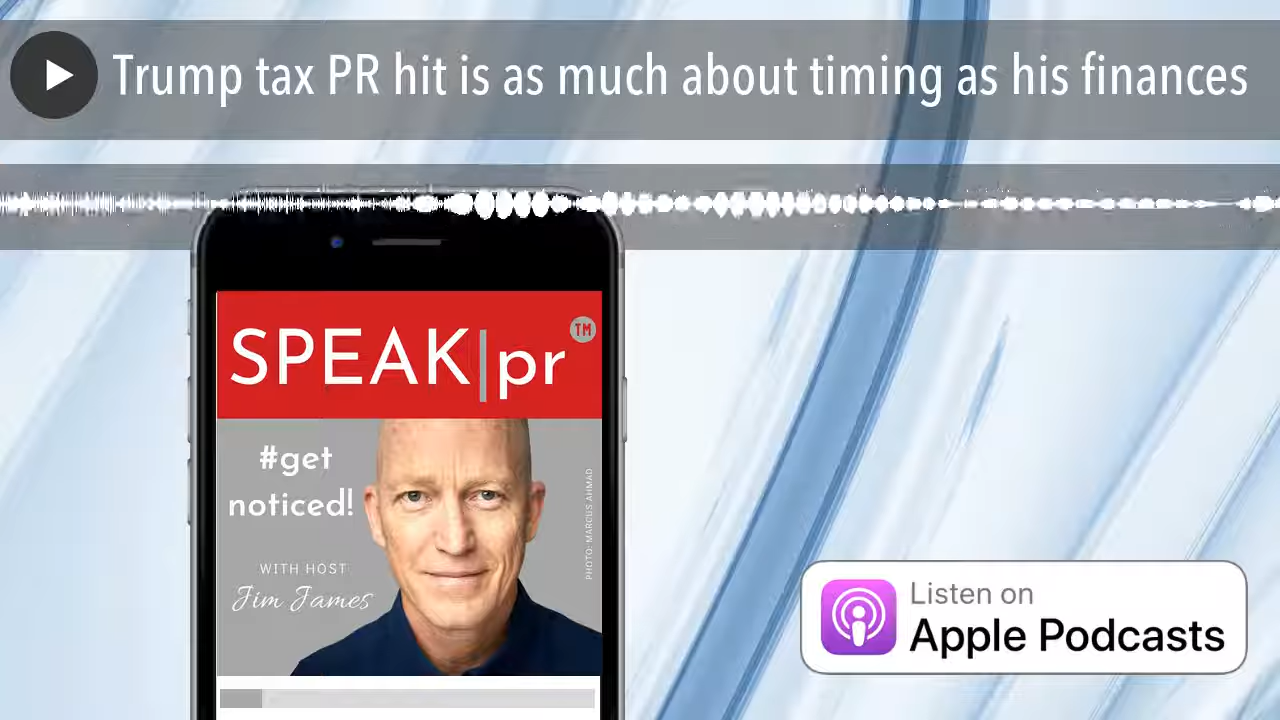 Trump tax PR hit is as much about timing as his finances
SPEAK|pr TM
#get
noticed!
WITH HOST
Jim James
PHOTO: MARCUS AHMAD
Listen on
Apple Podcasts